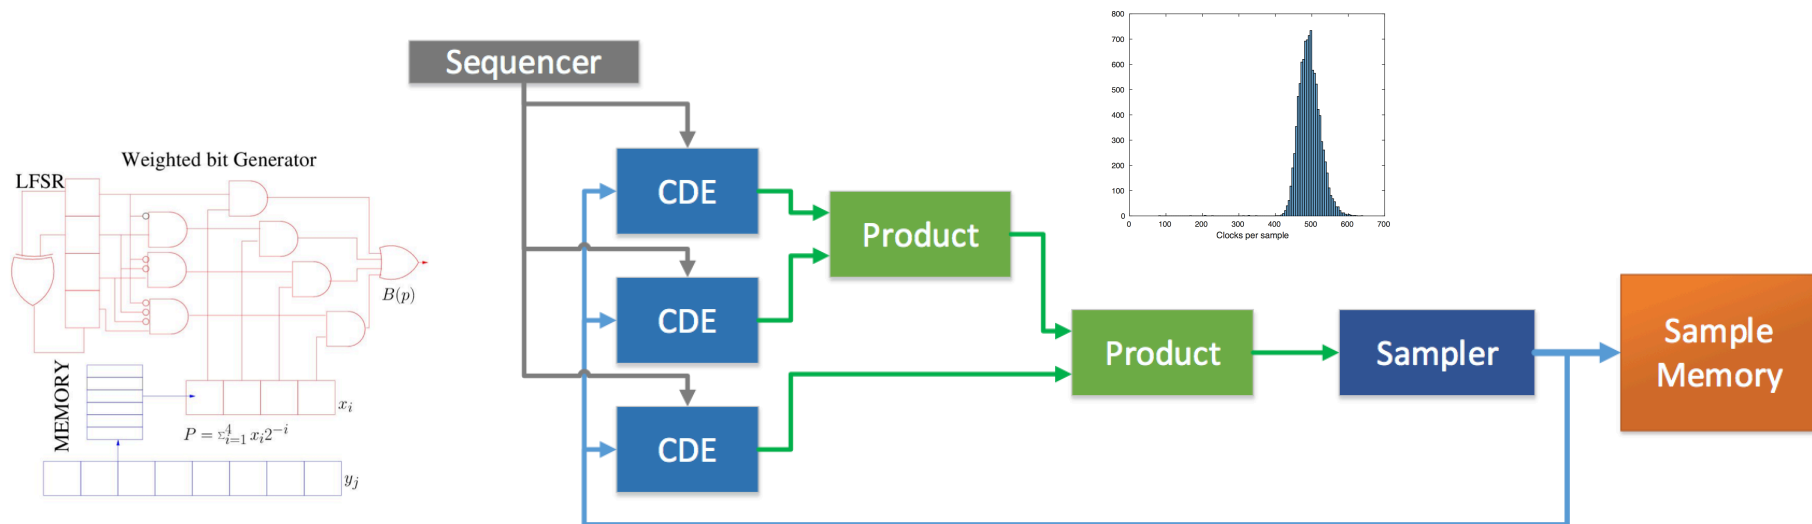 Weighted bit Generator
LFSR
B(p)
MEMORY
x_i
P = Σ_{i=1}^{4} x_i 2^{-i}
y_j
Sequencer
CDE
CDE
CDE
Product
Product
Sampler
Sample
Memory
800
700
600
500
400
300
200
100
0
0 100 200 300 400 500 600 700
Clocks per sample